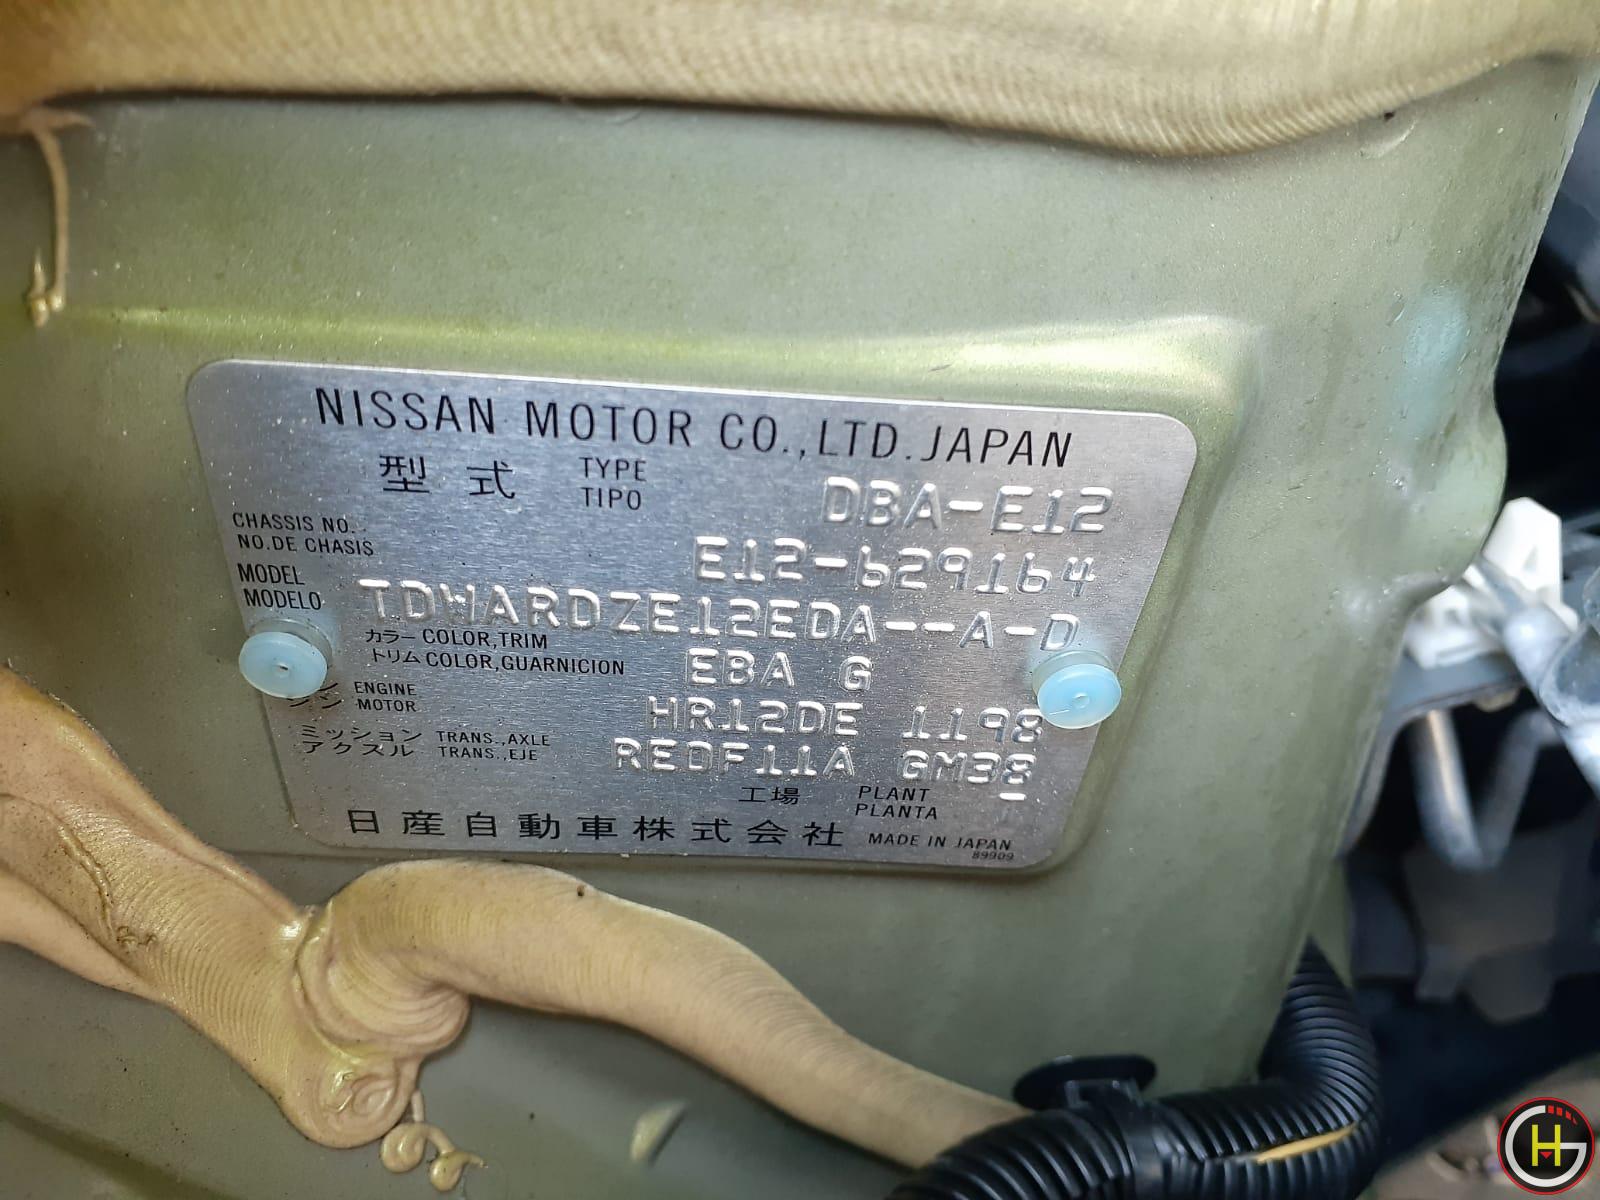 NISSAN MOTOR CO.,LTD. JAPAN
型式 TYPE TIPO DBA-E12
CHASSIS NO. NO.DE CHASIS E12-629164
MODEL MODELO TDWARDZE12EDA--A-D
カラー COLOR,TRIM
トリム COLOR,GUARNICION EBA G
ENGINE MOTOR HR12DE 1198
ミッション TRANS.,AXLE
アクスル TRANS.,EJE RE0F11A GM38
工場 PLANT PLANTA -
日産自動車株式会社 MADE IN JAPAN
89909